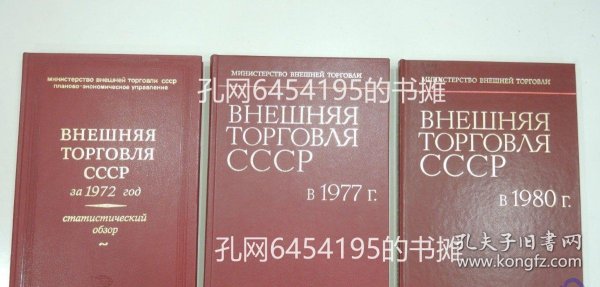 МИНИСТЕРСТВО ВНЕШНЕЙ ТОРГОВЛИ СССР
ПЛАНОВО-ЭКОНОМИЧЕСКОЕ УПРАВЛЕНИЕ
ВНЕШНЯЯ
ТОРГОВЛЯ
СССР
за 1972 год
статистический
обзор
МИНИСТЕРСТВО ВНЕШНЕЙ ТОРГОВЛИ
ВНЕШНЯЯ
ТОРГОВЛЯ
СССР
В 1977 Г.
МИНИСТЕРСТВО ВНЕШНЕЙ ТОРГОВЛИ
ВНЕШНЯЯ
ТОРГОВЛЯ
СССР
В 1980 Г.
孔网6454195的书摊
孔网6454195的书摊
孔夫子旧书网
www.kongfz.com